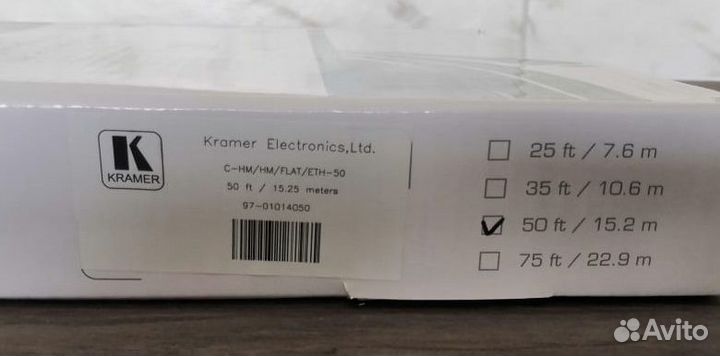 K
KRAMER
Kramer Electronics,Ltd.
C-HM/HM/FLAT/ETH-50
50 ft / 15.25 meters
97-01014050
25 ft / 7.6 m
35 ft / 10.6 m
50 ft / 15.2 m
75 ft / 22.9 m
Avito